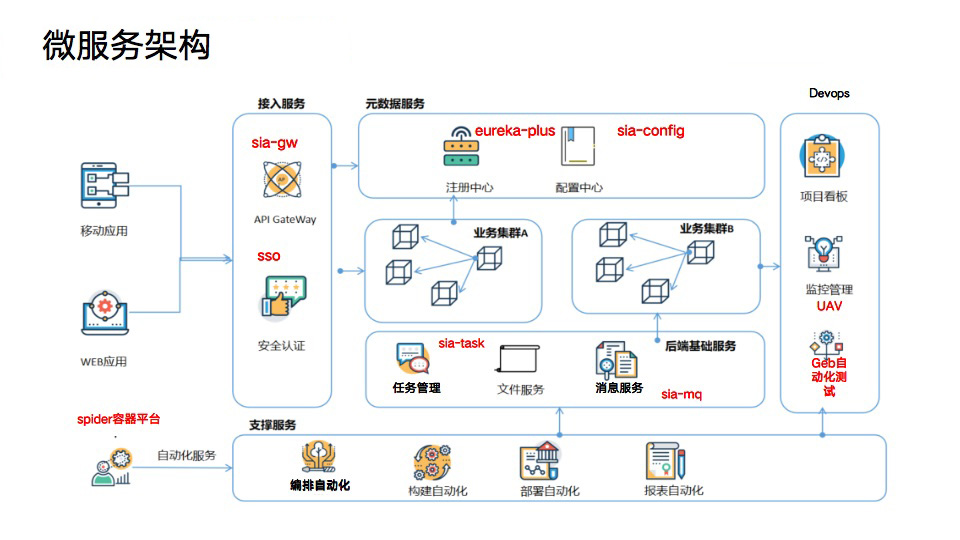 微服务架构
Devops
接入服务
元数据服务
sia-gw
eureka-plus
sia-config
注册中心
配置中心
项目看板
API GateWay
移动应用
业务集群A
业务集群B
sso
监控管理
UAV
安全认证
WEB应用
sia-task
后端基础服务
Geb自
动化测
试
任务管理
文件服务
消息服务
sia-mq
spider容器平台
支撑服务
自动化服务
编排自动化
构建自动化
部署自动化
报表自动化